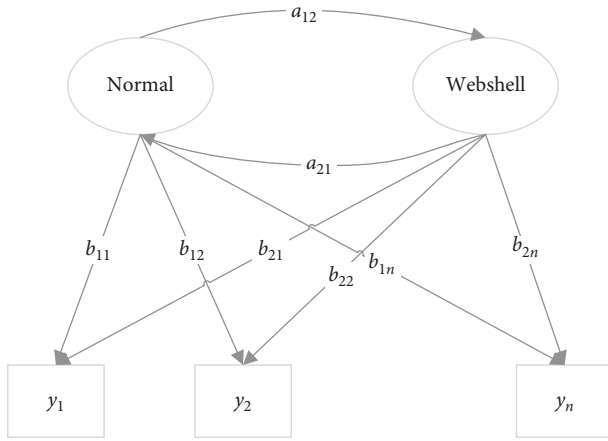 a₁₂
Normal
Webshell
a₂₁
b₁₁
b₁₂
b₂₁
b₂₂
b₁ₙ
b₂ₙ
y₁
y₂
yₙ